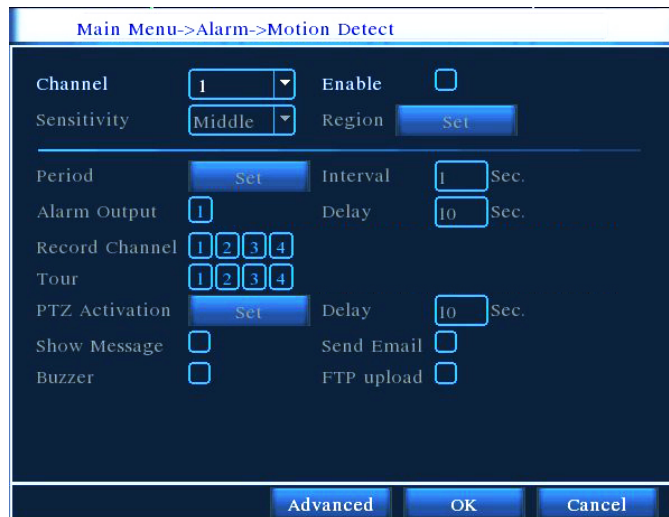 Main Menu->Alarm->Motion Detect
Channel 1 Enable
Sensitivity Middle Region Set
Period Set Interval 1 Sec.
Alarm Output 1 Delay 10 Sec.
Record Channel 1 2 3 4
Tour 1 2 3 4
PTZ Activation Set Delay 10 Sec.
Show Message Send Email
Buzzer FTP upload
Advanced OK Cancel